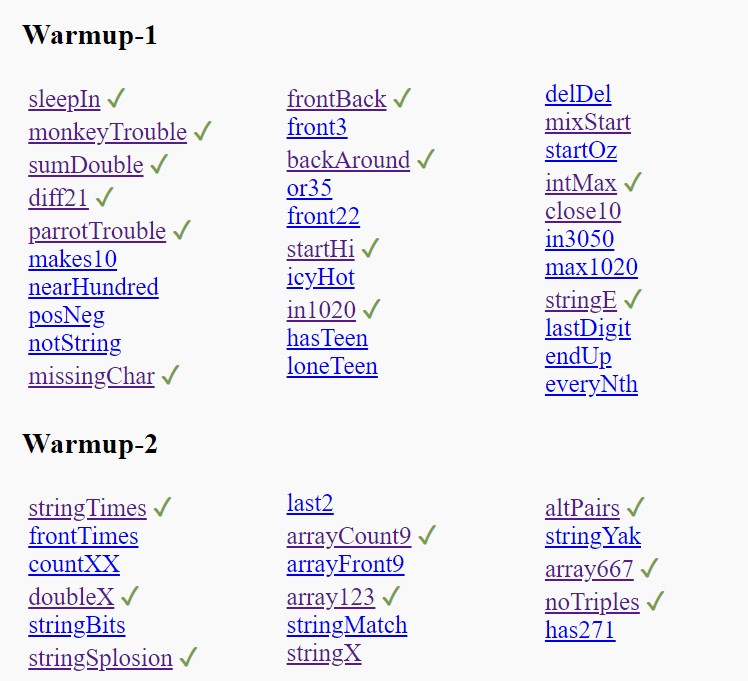 Warmup-1
sleepIn ✓
monkeyTrouble ✓
sumDouble ✓
diff21 ✓
parrotTrouble ✓
makes10
nearHundred
posNeg
notString
missingChar ✓
frontBack ✓
front3
backAround ✓
or35
front22
startHi ✓
icyHot
in1020 ✓
hasTeen
loneTeen
delDel
mixStart
startOz
intMax ✓
close10
in3050
max1020
stringE ✓
lastDigit
endUp
everyNth
Warmup-2
stringTimes ✓
frontTimes
countXX
doubleX ✓
stringBits
stringSplosion ✓
last2
arrayCount9 ✓
arrayFront9
array123 ✓
stringMatch
stringX
altPairs ✓
stringYak
array667 ✓
noTriples ✓
has271